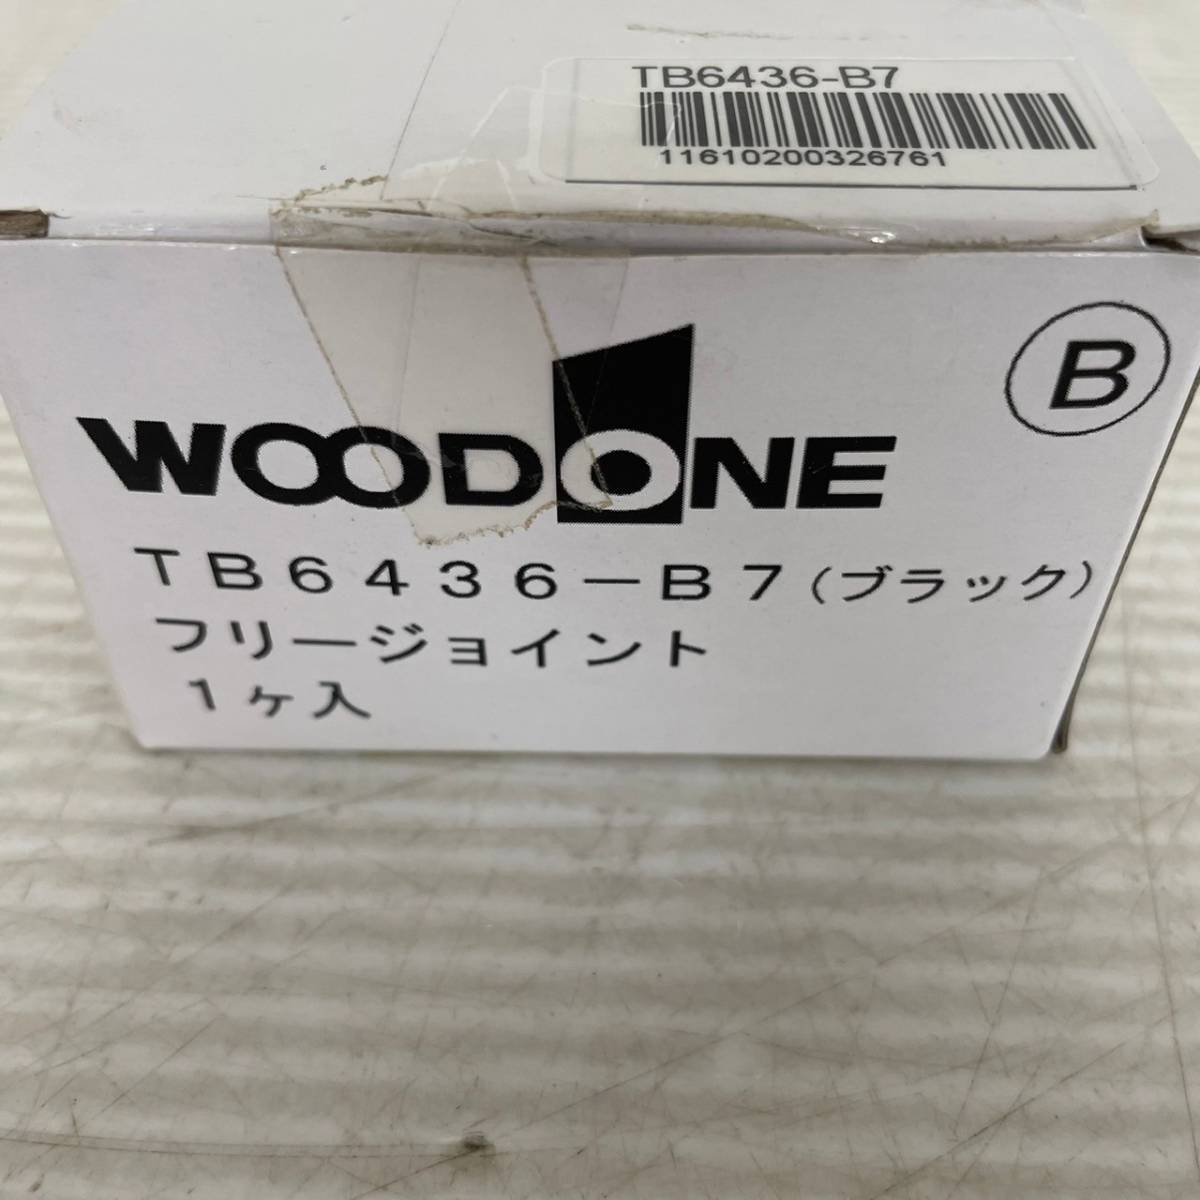 TB6436-B7
11610200326761
B
WOODONE
TB6436-B7(ブラック)
フリージョイント
1ヶ入